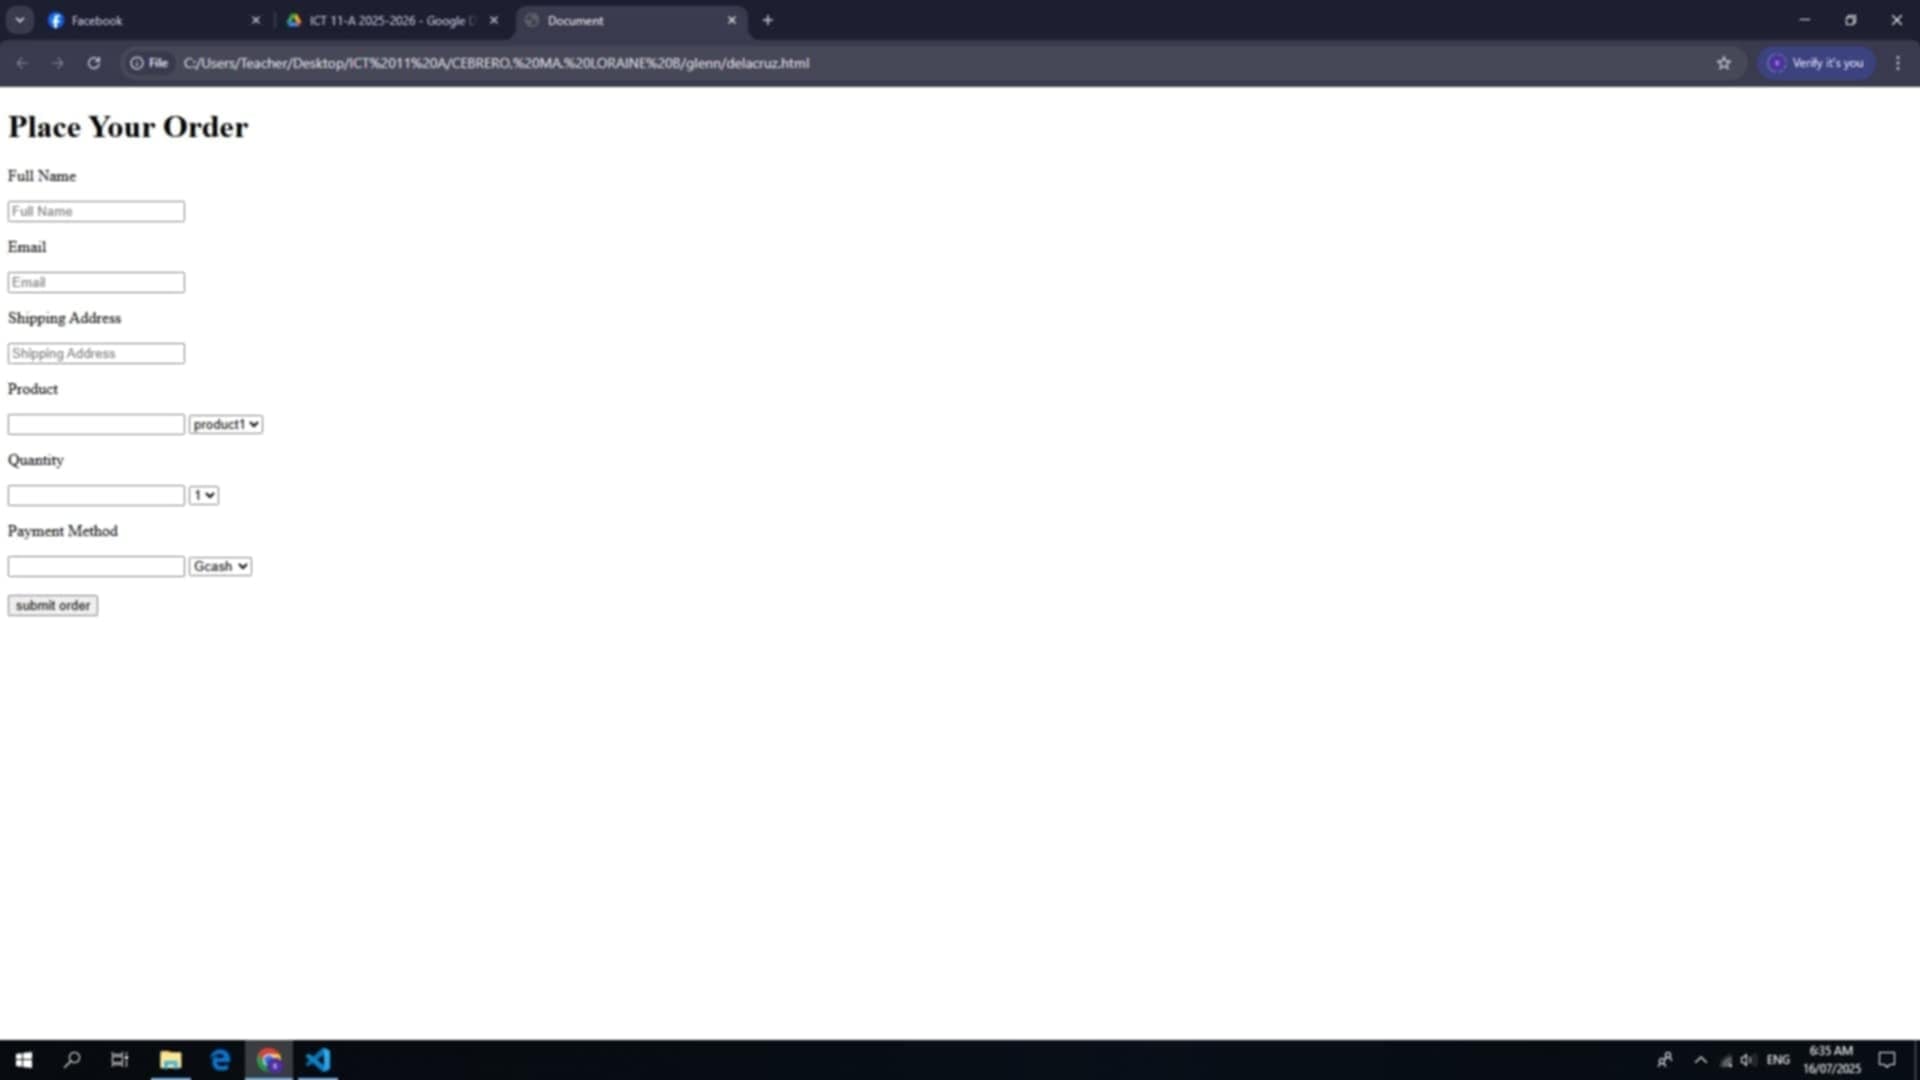 Facebook
ICT 11-A 2025-2026 - Google D
Document
File
C:/Users/Teacher/Desktop/ICT%2011%20A/CEBRERO,%20MA.%20LORAINE%20B/glenn/delacruz.html
Verify it's you
Place Your Order
Full Name
Full Name
Email
Email
Shipping Address
Shipping Address
Product
product1
Quantity
1
Payment Method
Gcash
submit order
ENG
6:35 AM
16/07/2025